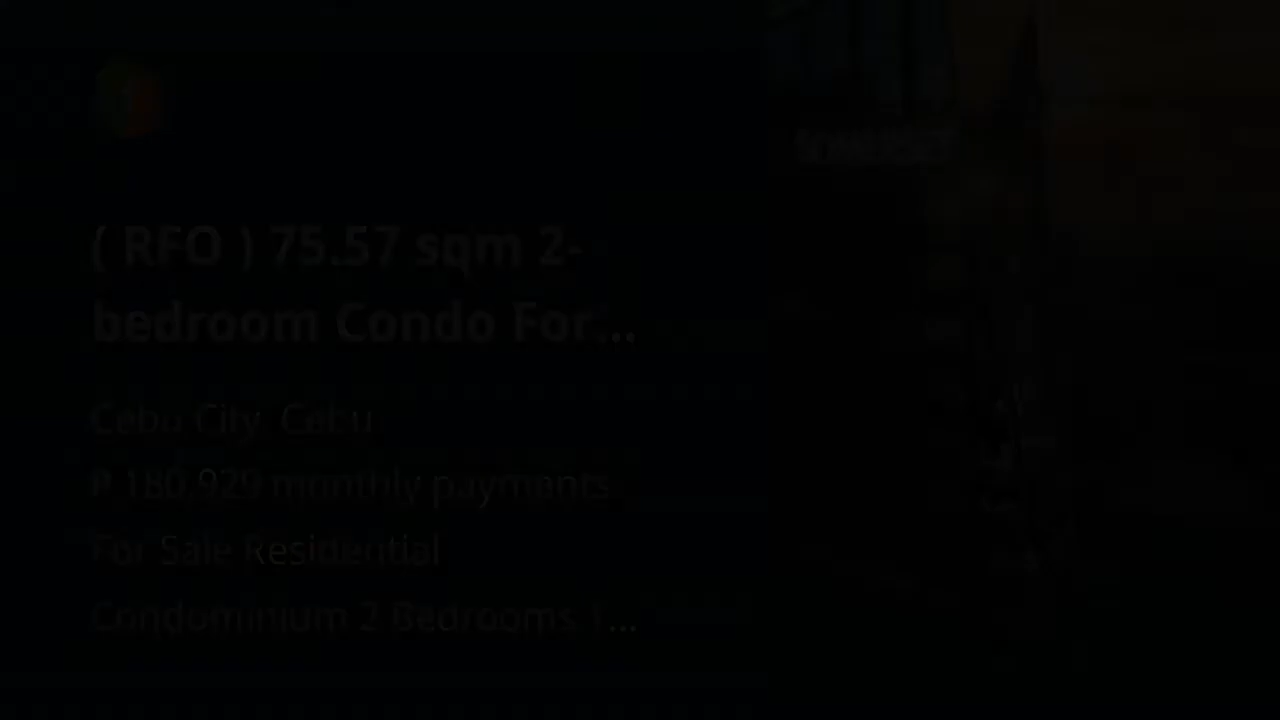 ( RFO ) 75.57 sqm 2-
bedroom Condo For...
Cebu City, Cebu
₱ 180,929 monthly payments
For Sale Residential
Condominium 2 Bedrooms 1...